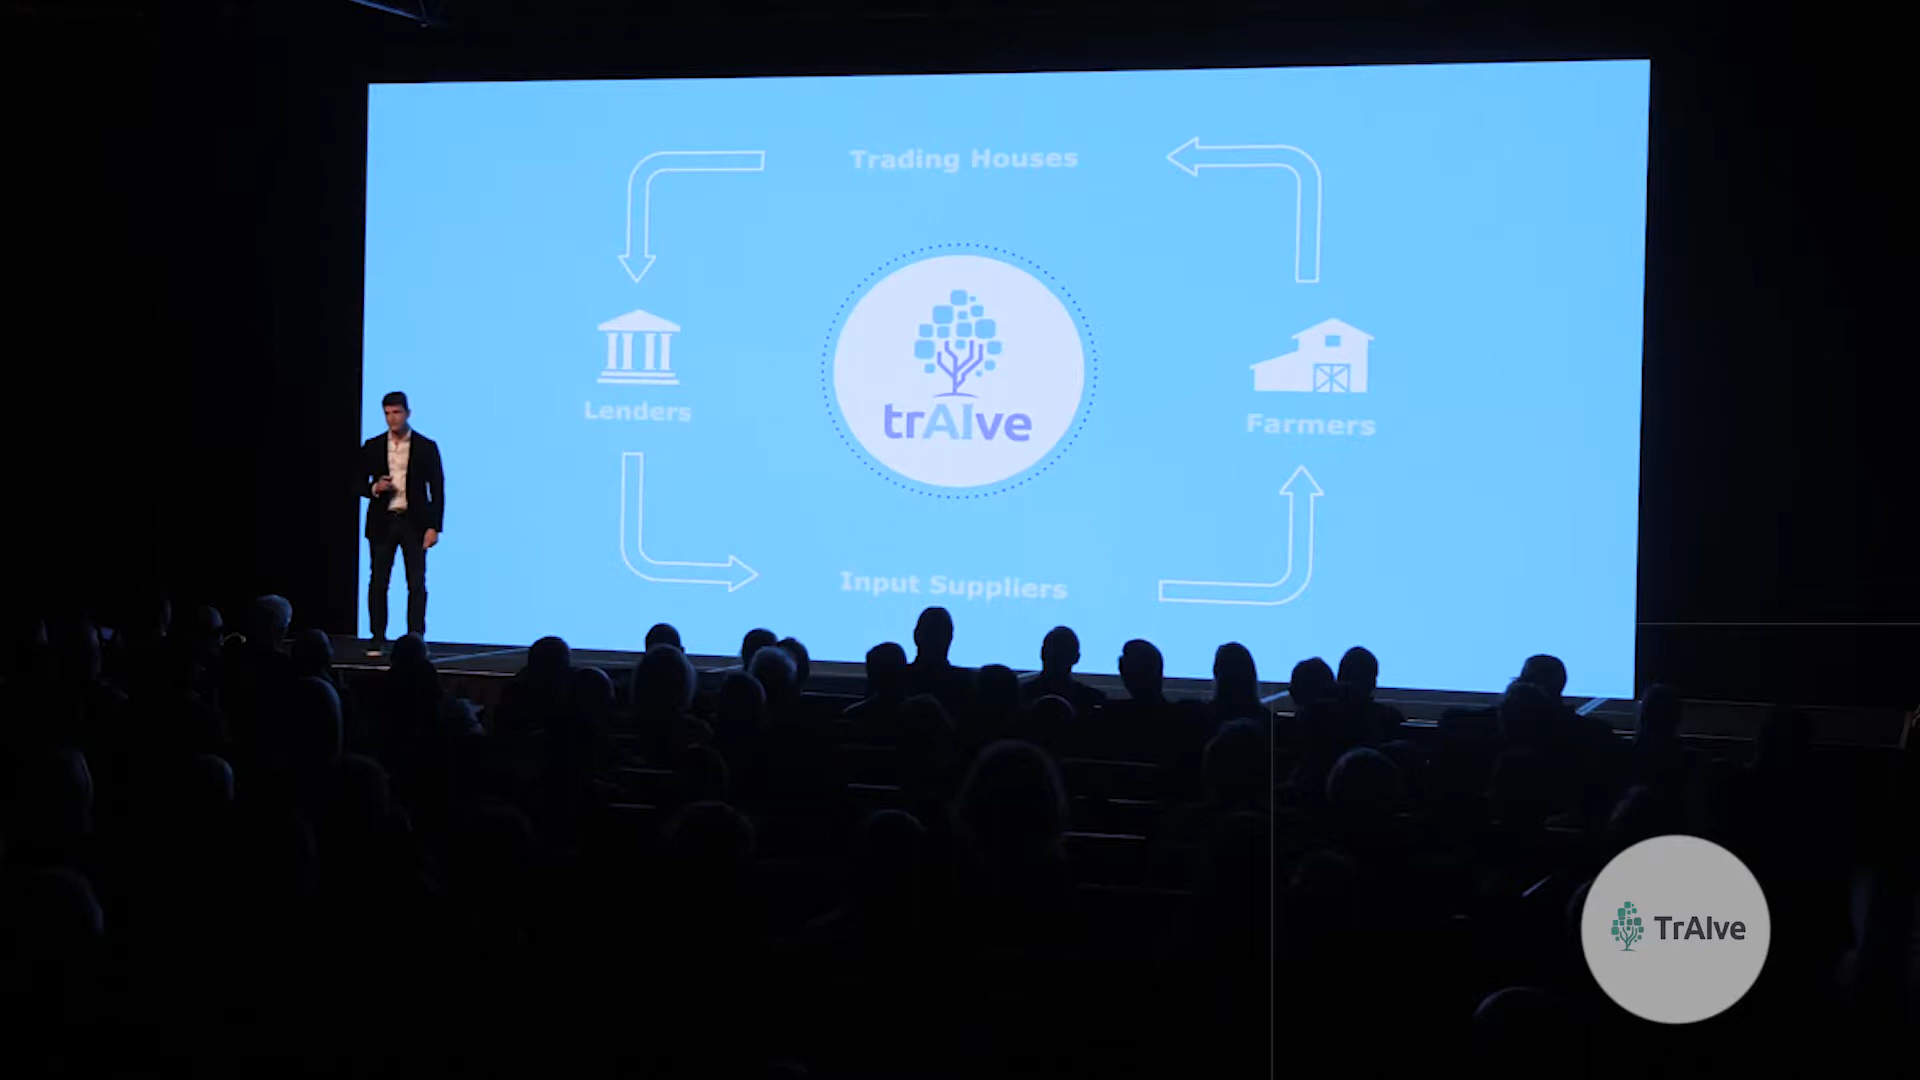 Trading Houses
trAIve
Lenders
Farmers
Input Suppliers
TrAIve